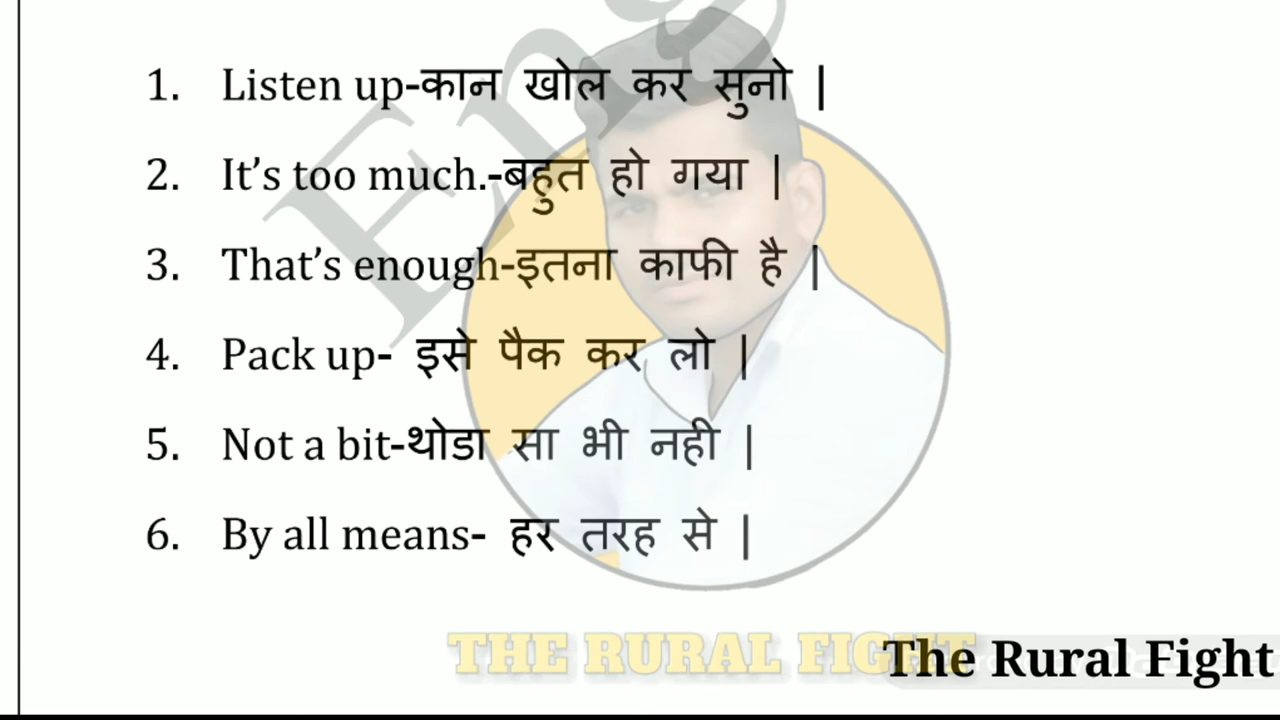 Eng
1. Listen up-कान खोल कर सुनो |
2. It’s too much.-बहुत हो गया |
3. That’s enough-इतना काफी है |
4. Pack up- इसे पैक कर लो |
5. Not a bit-थोडा सा भी नही |
6. By all means- हर तरह से |
THE RURAL FIGHT
The Rural Fight